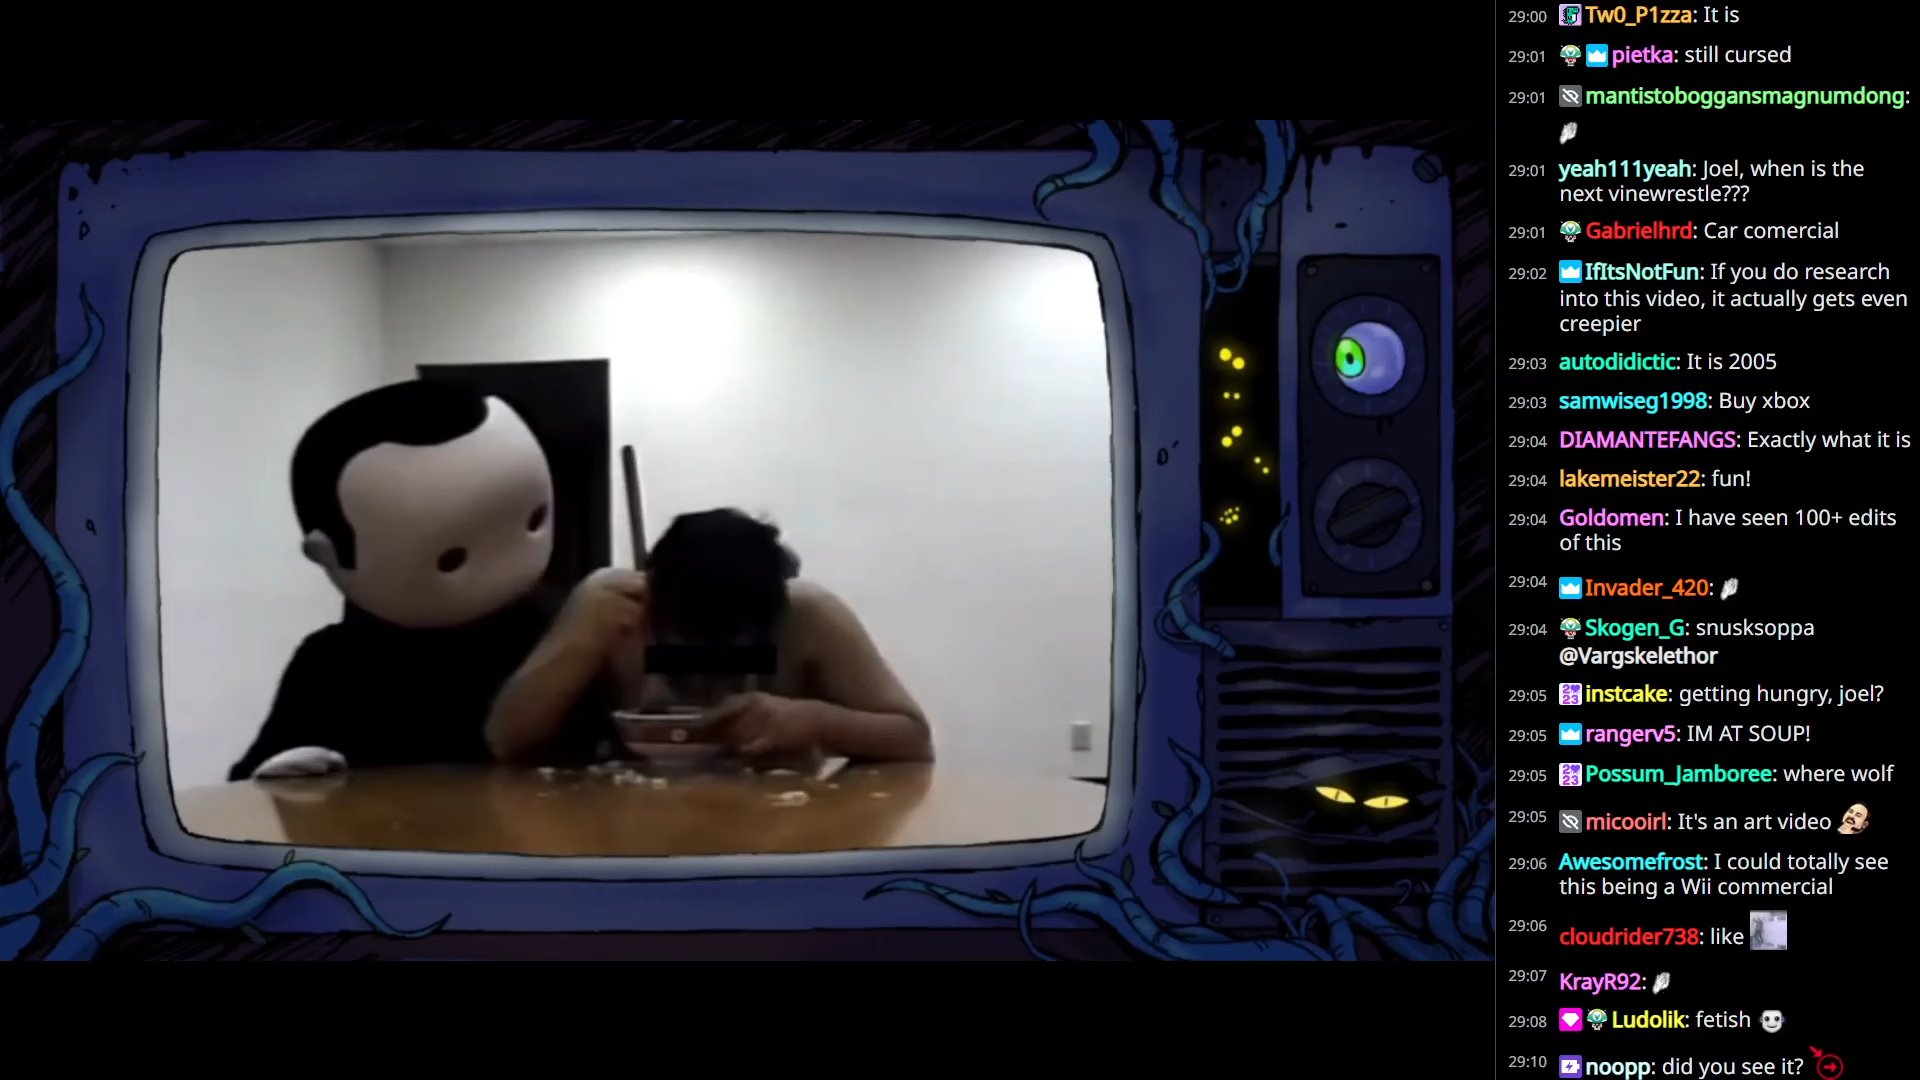 29:00 Tw0_P1zza: It is
29:01 pietka: still cursed
29:01 mantistoboggansmagnumdong:
29:01 yeah111yeah: Joel, when is the
next vinewrestle???
29:01 Gabrielhrd: Car comercial
29:02 IfItsNotFun: If you do research
into this video, it actually gets even
creepier
29:03 autodidictic: It is 2005
29:03 samwiseg1998: Buy xbox
29:04 DIAMANTEFANGS: Exactly what it is
29:04 lakemeister22: fun!
29:04 Goldomen: I have seen 100+ edits
of this
29:04 Invader_420:
29:04 Skogen_G: snusksoppa
@Vargskelethor
29:05 instcake: getting hungry, joel?
29:05 rangerv5: IM AT SOUP!
29:05 Possum_Jamboree: where wolf
29:05 micooirl: It's an art video
29:06 Awesomefrost: I could totally see
this being a Wii commercial
29:06 cloudrider738: like
29:07 KrayR92:
29:08 Ludolik: fetish
29:10 noopp: did you see it?